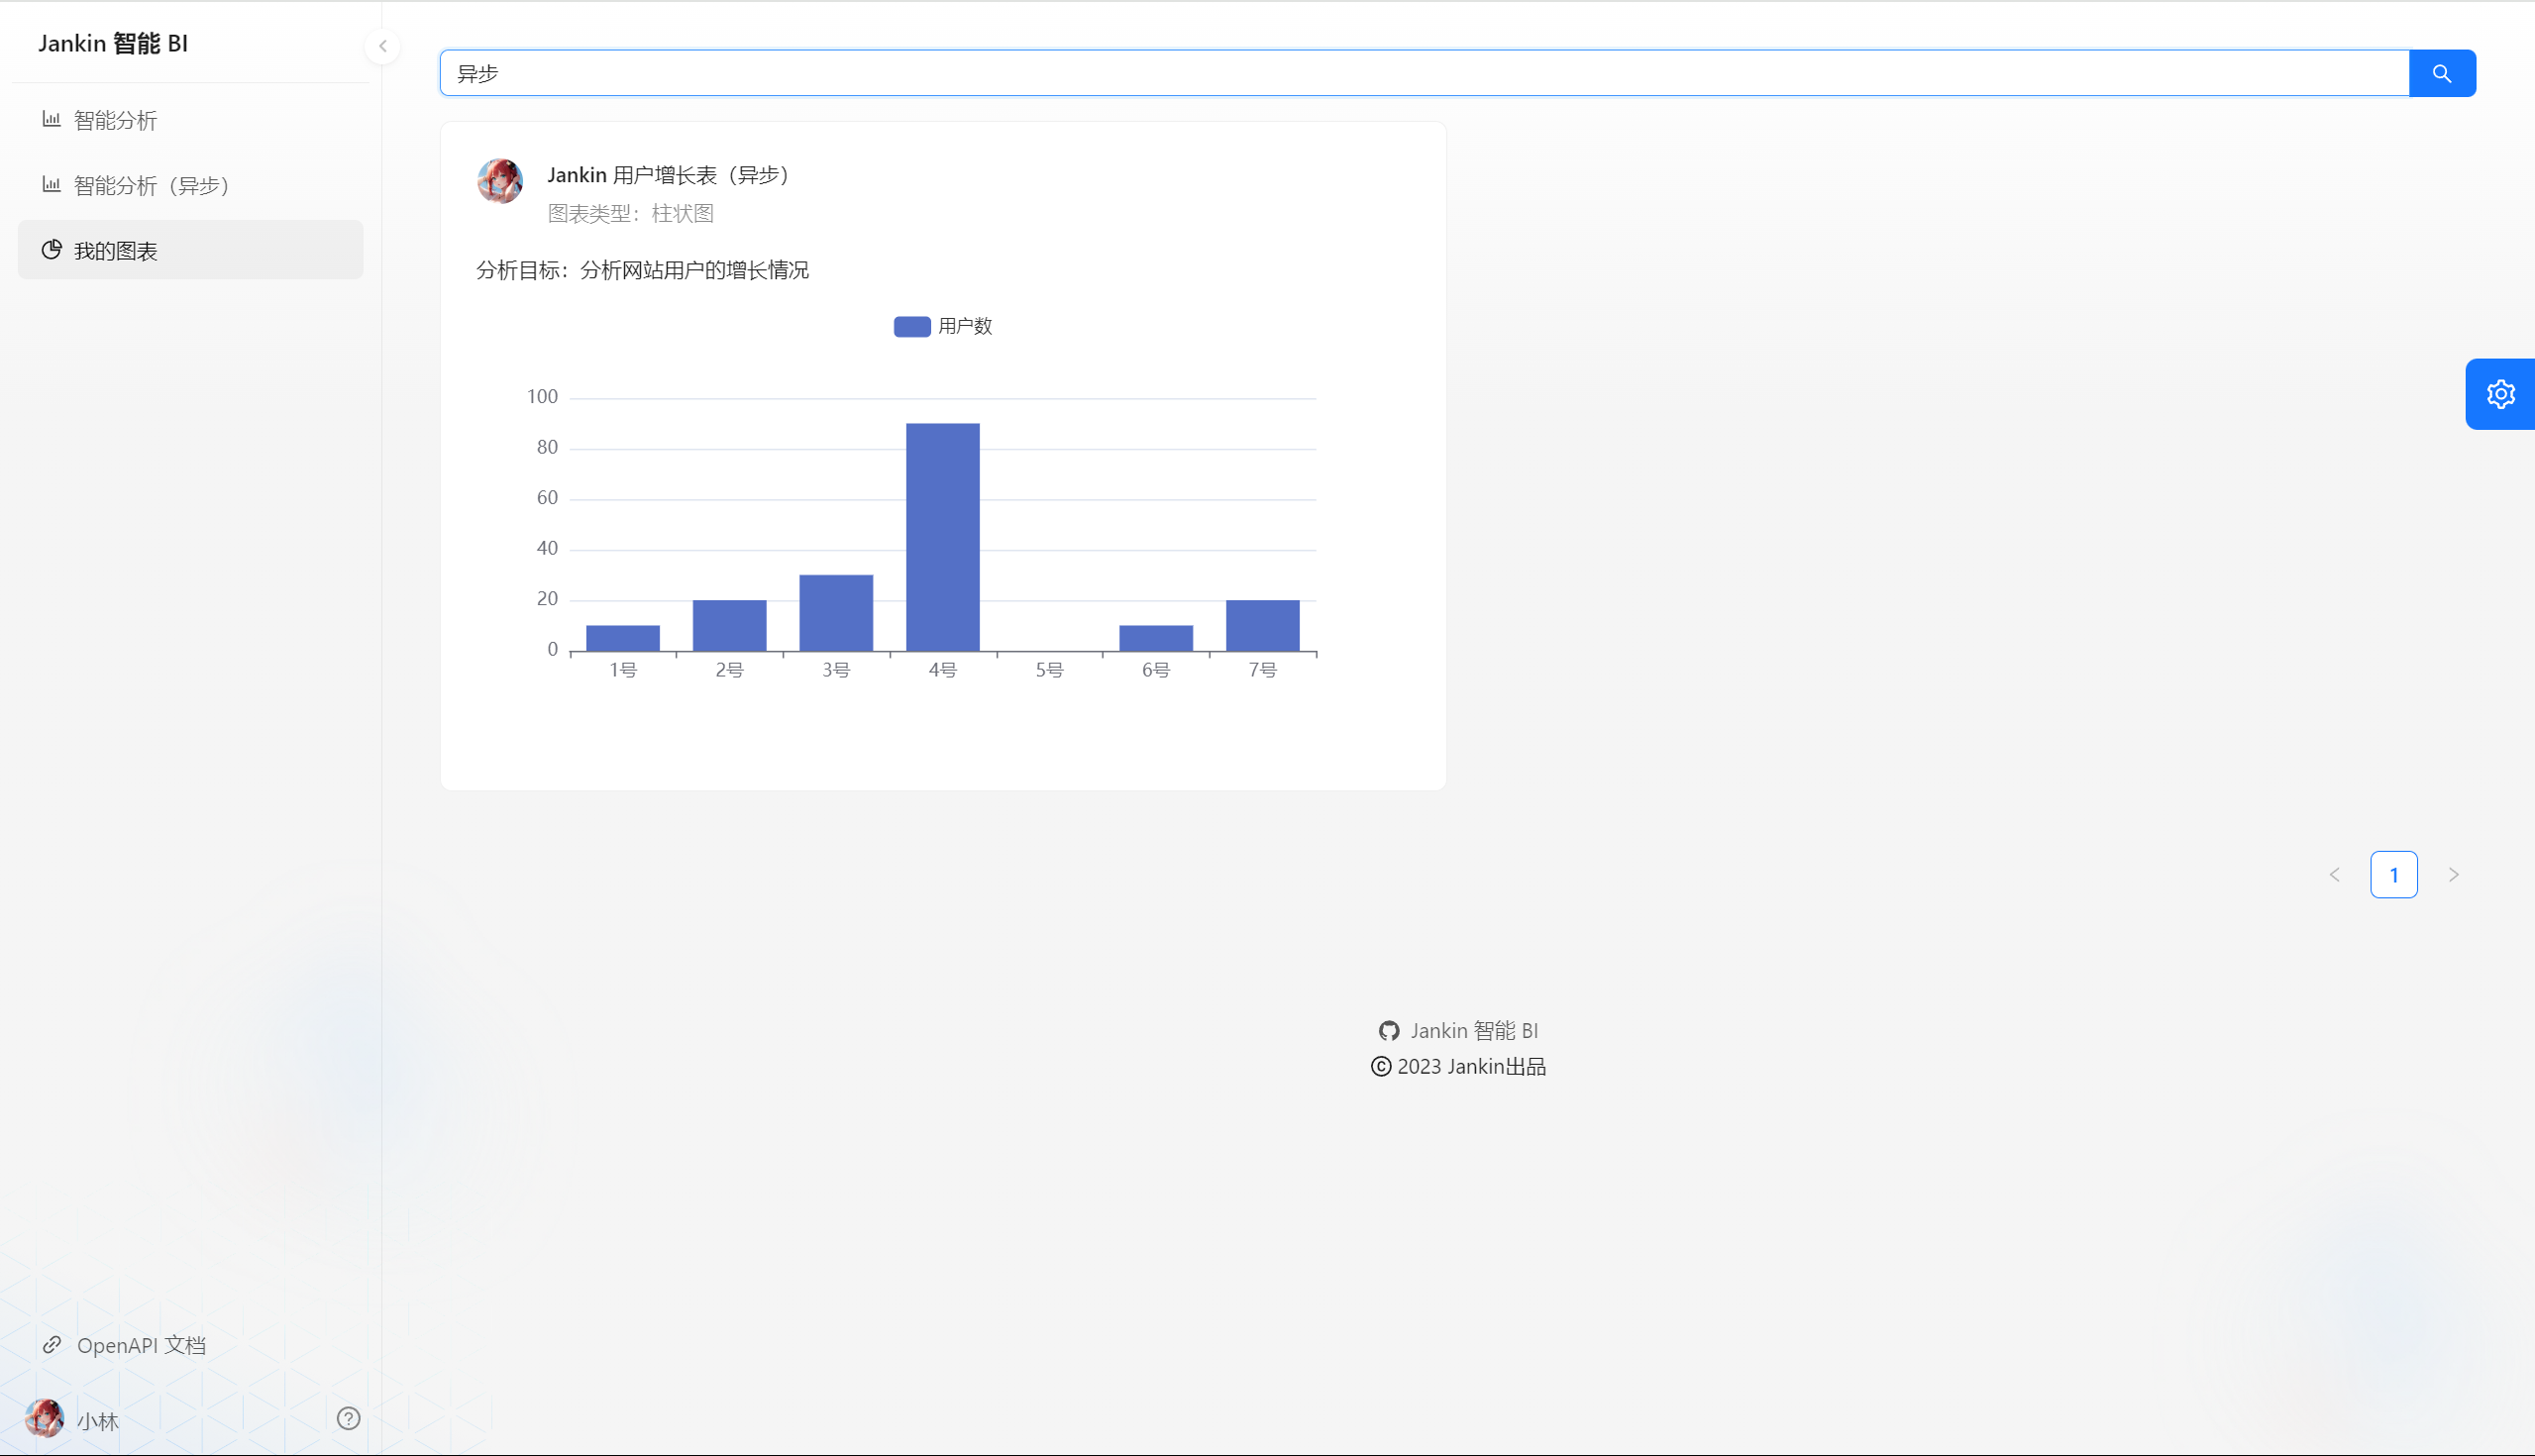 Jankin 智能 BI
智能分析
智能分析（异步）
我的图表
异步
Jankin 用户增长表（异步）
图表类型：柱状图
分析目标：分析网站用户的增长情况
用户数
100
80
60
40
20
0
1号 2号 3号 4号 5号 6号 7号
1
Jankin 智能 BI
© 2023 Jankin出品
OpenAPI 文档
小林